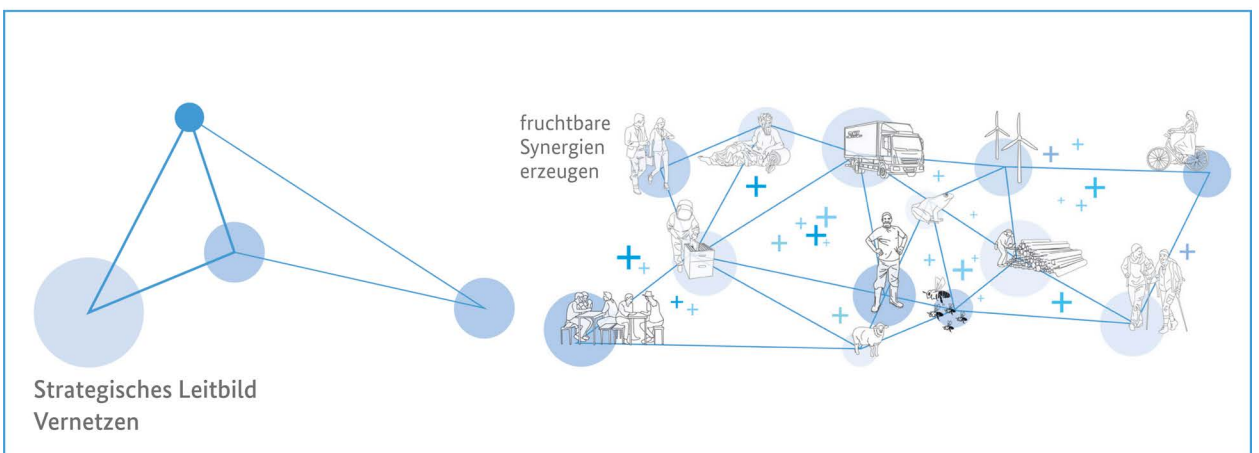 fruchtbare
Synergien
erzeugen
Strategisches Leitbild
Vernetzen